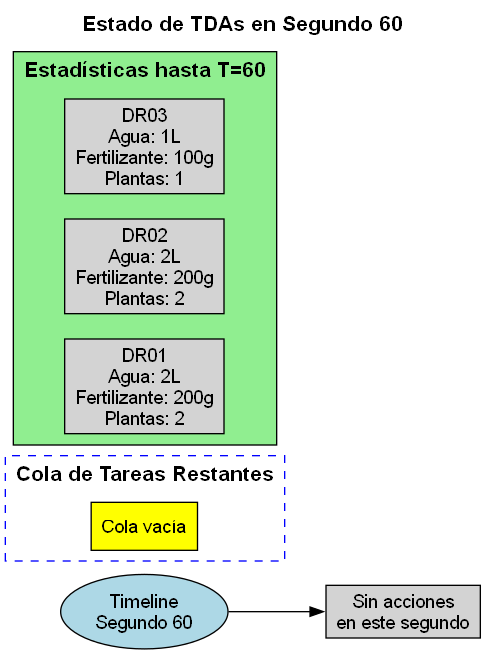 Estado de TDAs en Segundo 60
Estadísticas hasta T=60
DR03
Agua: 1L
Fertilizante: 100g
Plantas: 1
DR02
Agua: 2L
Fertilizante: 200g
Plantas: 2
DR01
Agua: 2L
Fertilizante: 200g
Plantas: 2
Cola de Tareas Restantes
Cola vacía
Timeline
Segundo 60
Sin acciones
en este segundo